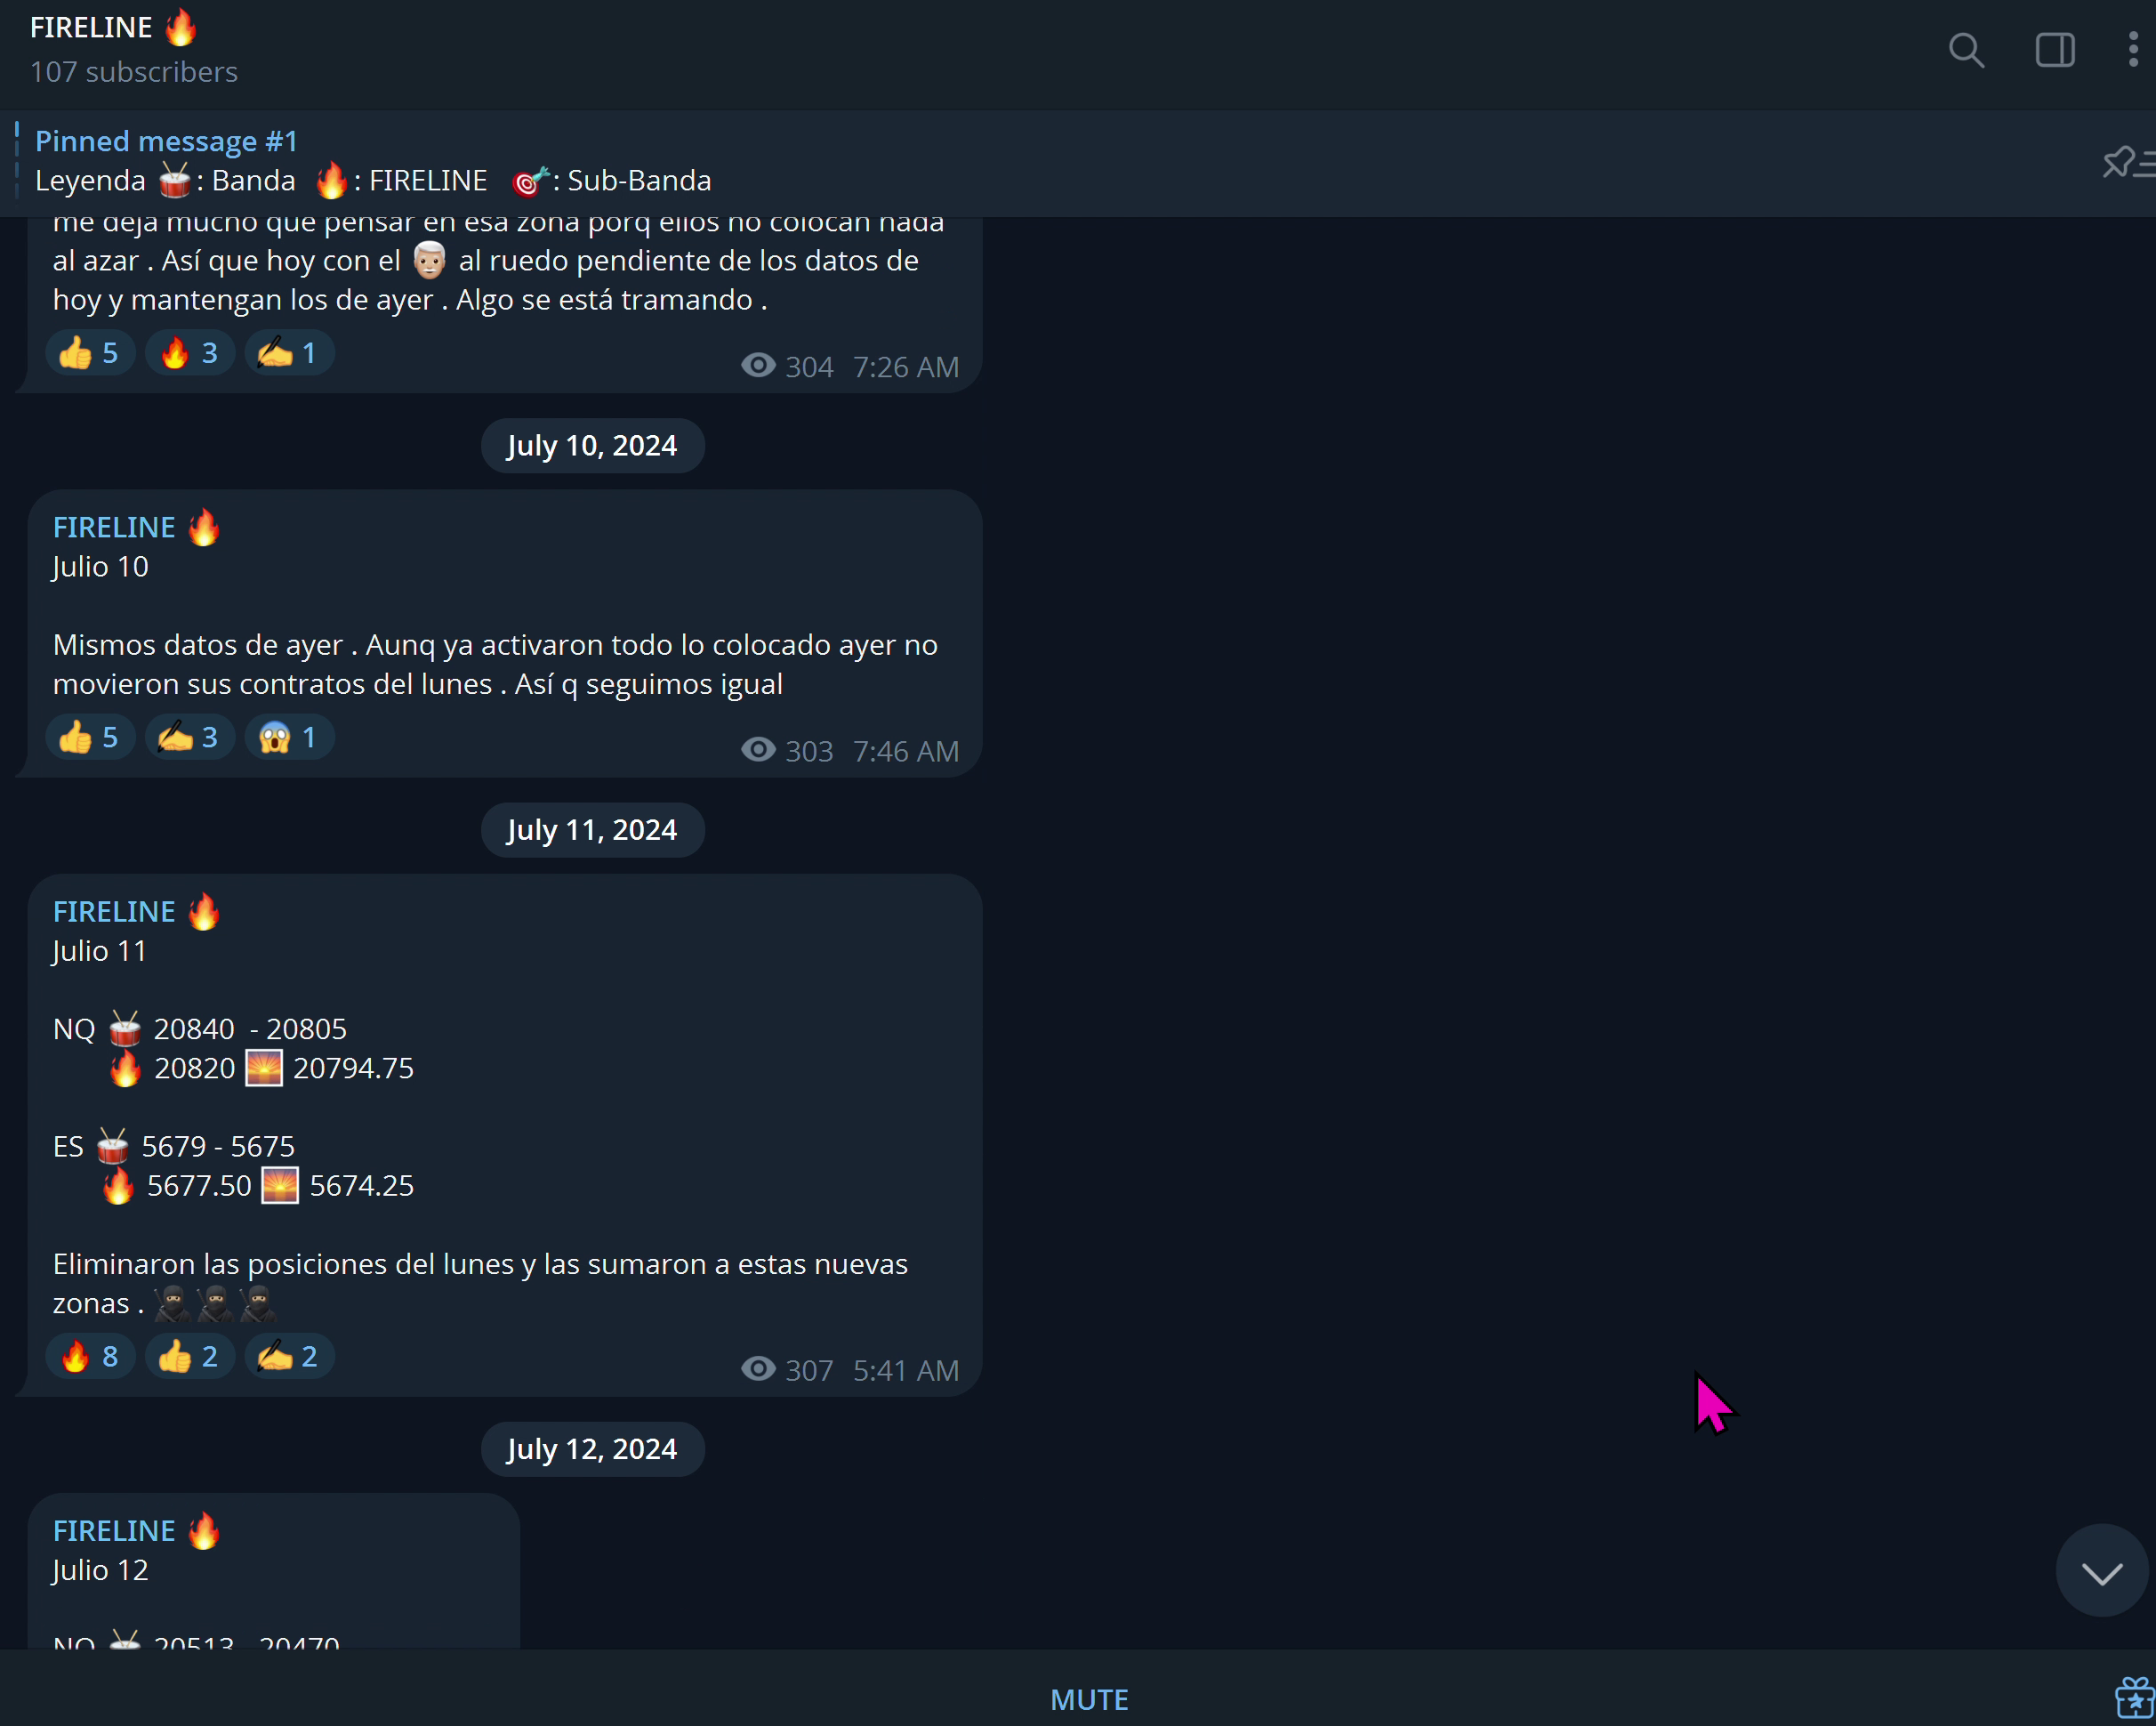 FIRELINE 🔥
107 subscribers
Pinned message #1
Leyenda 🥁: Banda 🔥: FIRELINE 🎯: Sub-Banda
me deja mucho que pensar en esa zona porq ellos no colocan nada
al azar . Así que hoy con el 👨🏻‍🦳 al ruedo pendiente de los datos de
hoy y mantengan los de ayer . Algo se está tramando .
👍 5 🔥 3 ✍️ 1
304 7:26 AM
July 10, 2024
FIRELINE 🔥
Julio 10
Mismos datos de ayer . Aunq ya activaron todo lo colocado ayer no
movieron sus contratos del lunes . Así q seguimos igual
👍 5 ✍️ 3 😱 1
303 7:46 AM
July 11, 2024
FIRELINE 🔥
Julio 11
NQ 🥁 20840 - 20805
🔥 20820 🌅 20794.75
ES 🥁 5679 - 5675
🔥 5677.50 🌅 5674.25
Eliminaron las posiciones del lunes y las sumaron a estas nuevas
zonas . 🥷🥷🥷
🔥 8 👍 2 ✍️ 2
307 5:41 AM
July 12, 2024
FIRELINE 🔥
Julio 12
NQ 🥁 20513 - 20470
MUTE